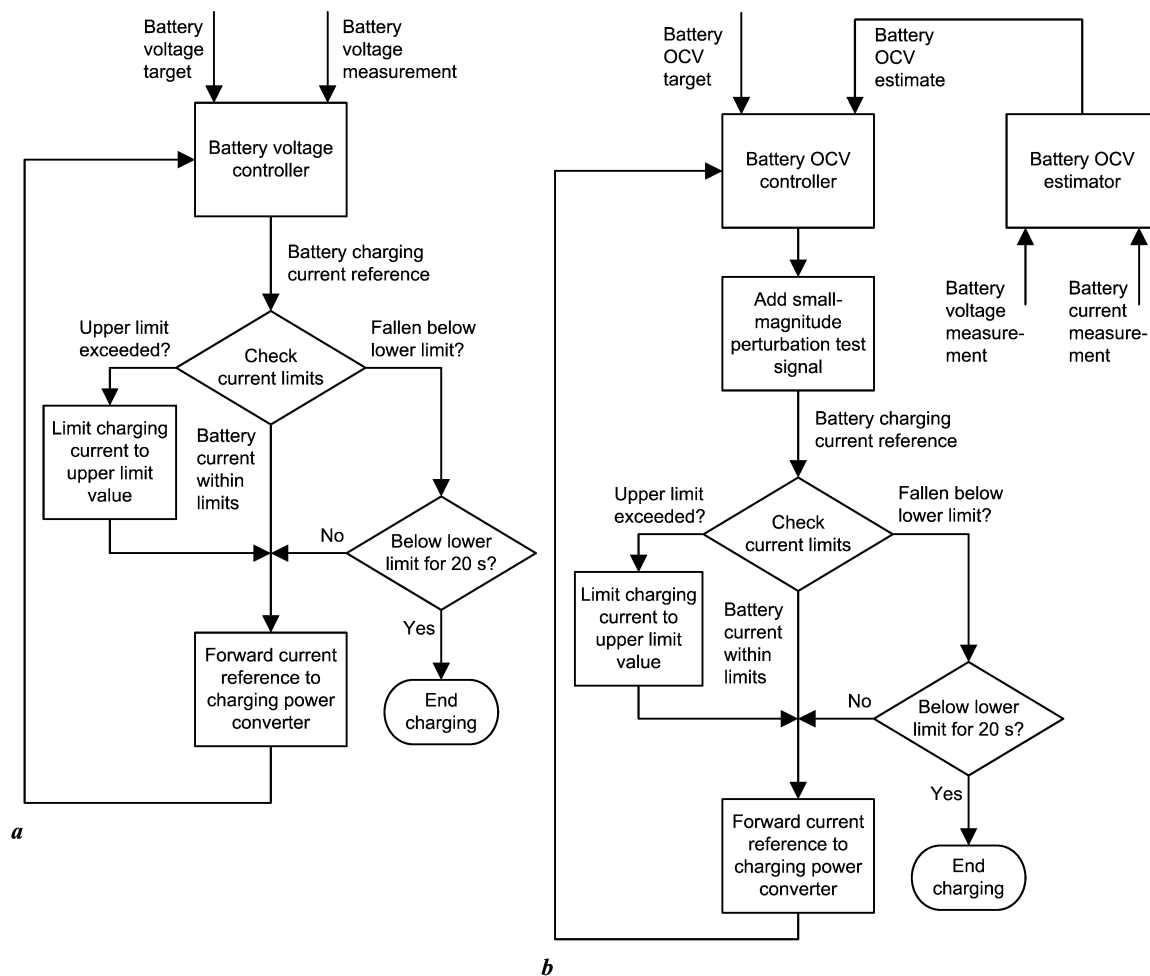 Battery
voltage
target
Battery
voltage
measurement
Battery voltage
controller
Battery charging
current reference
Upper limit
exceeded?
Fallen below
lower limit?
Check
current limits
Limit charging
current to
upper limit
value
Battery
current
within
limits
No
Below lower
limit for 20 s?
Yes
Forward current
reference to
charging power
converter
End
charging
a
Battery
OCV
target
Battery
OCV
estimate
Battery OCV
controller
Battery OCV
estimator
Add small-
magnitude
perturbation test
signal
Battery
voltage
measure-
ment
Battery
current
measure-
ment
Battery charging
current reference
Upper limit
exceeded?
Fallen below
lower limit?
Check
current limits
Limit charging
current to
upper limit
value
Battery
current
within
limits
No
Below lower
limit for 20 s?
Yes
Forward current
reference to
charging power
converter
End
charging
b